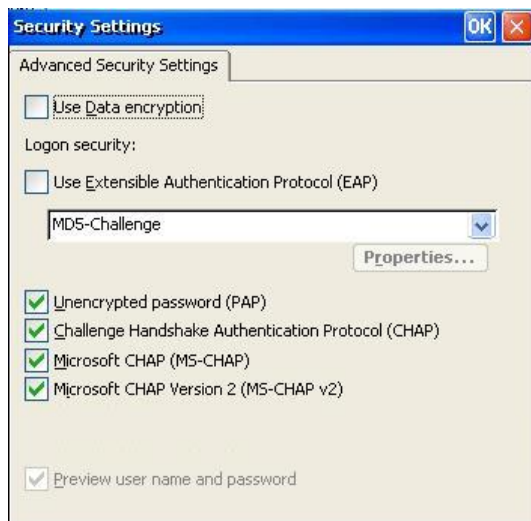 Security Settings OK
Advanced Security Settings
Use Data encryption
Logon security:
Use Extensible Authentication Protocol (EAP)
MD5-Challenge
Properties...
Unencrypted password (PAP)
Challenge Handshake Authentication Protocol (CHAP)
Microsoft CHAP (MS-CHAP)
Microsoft CHAP Version 2 (MS-CHAP v2)
Preview user name and password